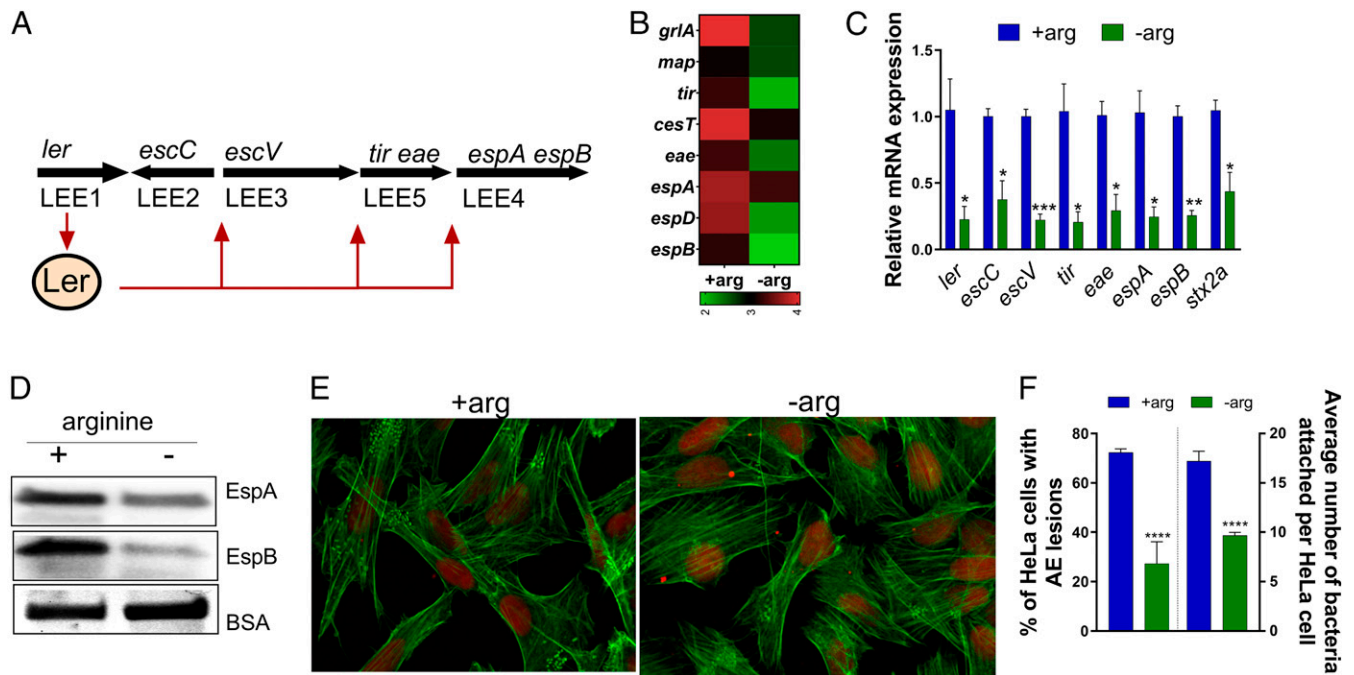 A
ler escC escV tir eae espA espB
LEE1 LEE2 LEE3 LEE5 LEE4
Ler
B
grlA
map
tir
cesT
eae
espA
espD
espB
+arg -arg
2 3 4
C
+arg -arg
Relative mRNA expression
1.5
1.0
0.5
0.0
* * *** * * * ** *
ler escC escV tir eae espA espB stx2a
D
arginine
+ -
EspA
EspB
BSA
E
+arg -arg
F
+arg -arg
% of HeLa cells with
AE lesions
80
60
40
20
0
**** ****
20
15
10
5
0
Average number of bacteria
attached per HeLa cell